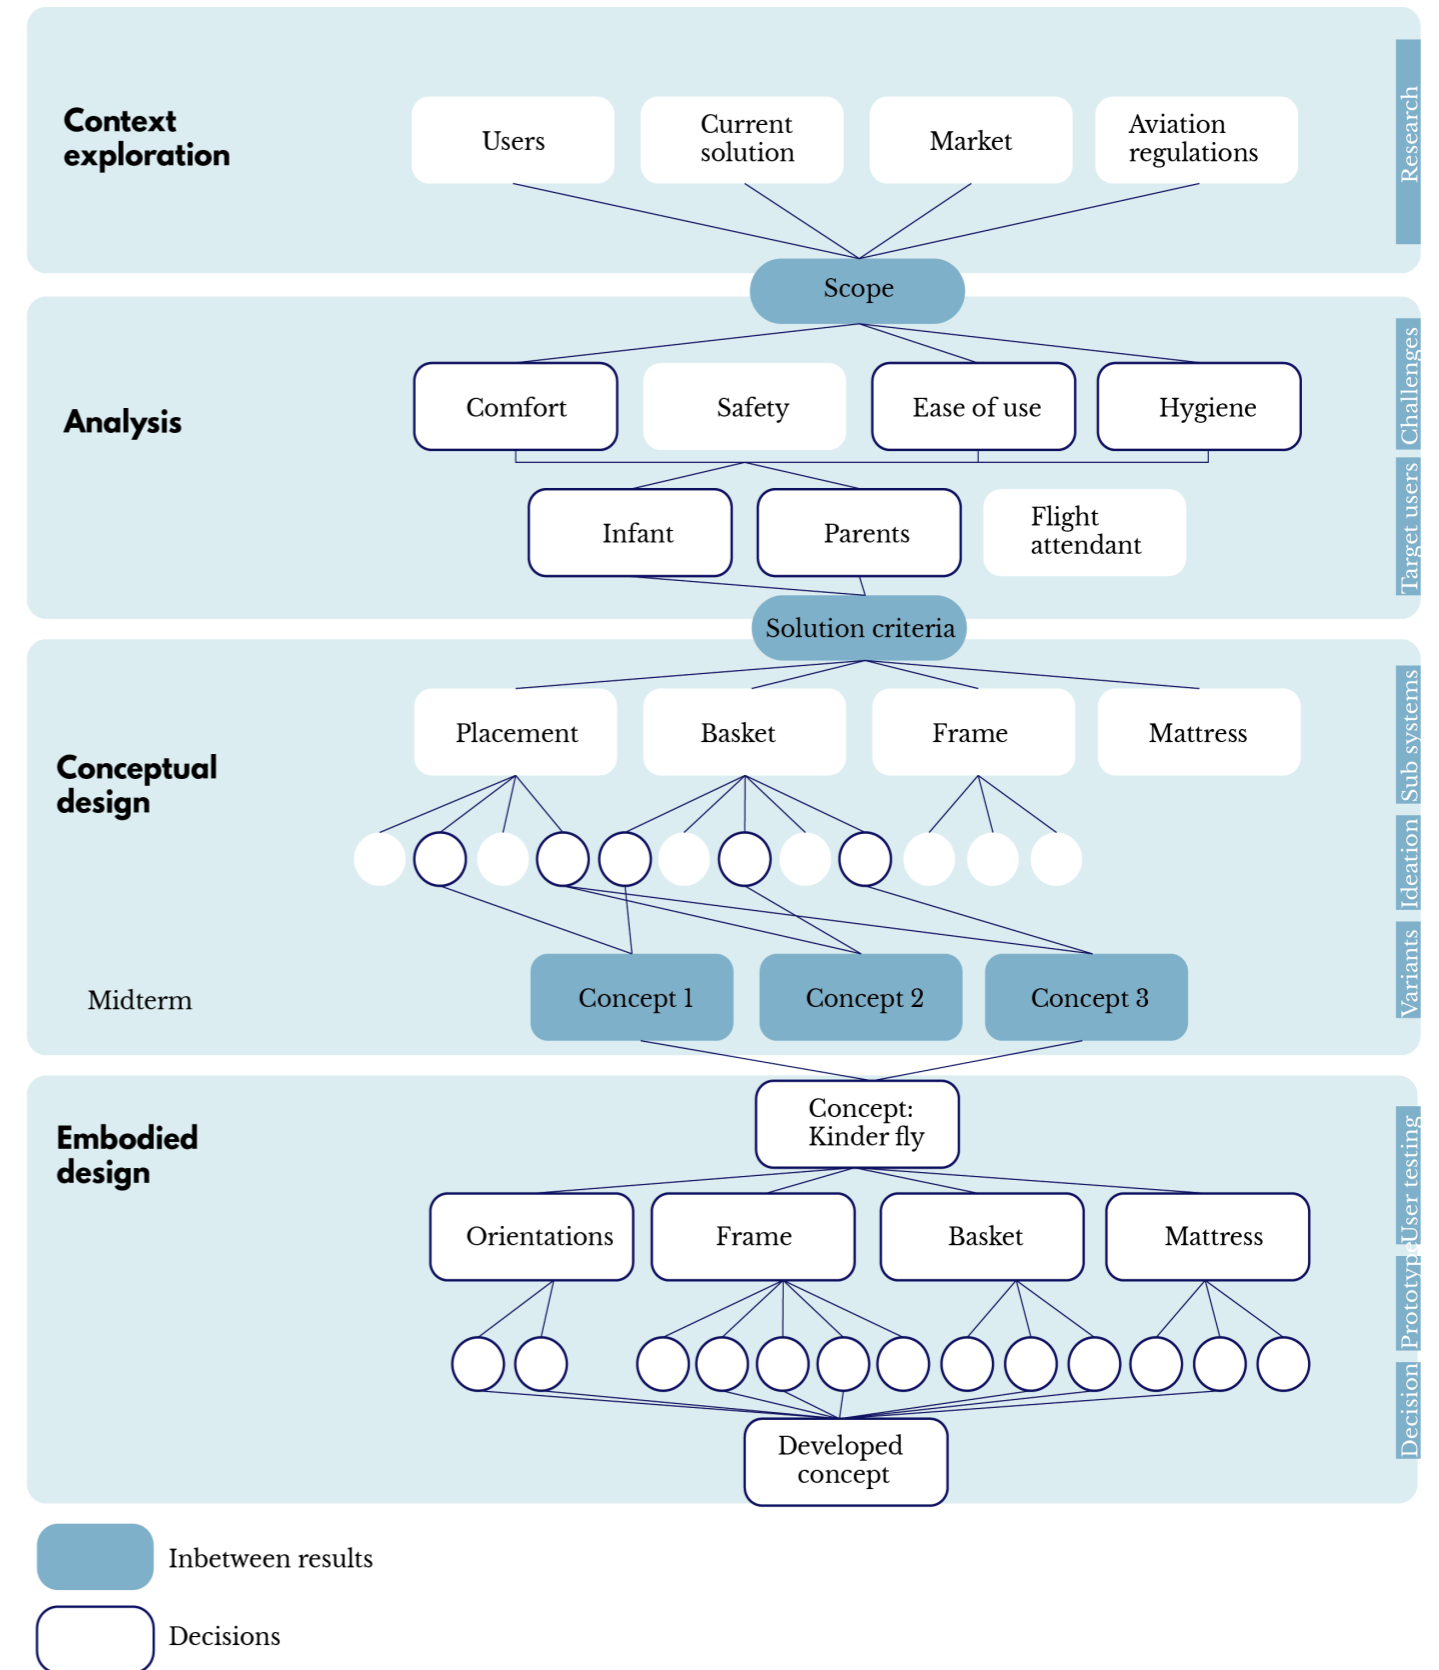 Context
exploration
Users
Current
solution
Market
Aviation
regulations
Research
Scope
Analysis
Comfort
Safety
Ease of use
Hygiene
Challenges
Infant
Parents
Flight
attendant
Target users
Solution criteria
Conceptual
design
Placement
Basket
Frame
Mattress
Sub systems
Ideation
Variants
Midterm
Concept 1
Concept 2
Concept 3
Embodied
design
Concept:
Kinder fly
User testing
Orientations
Frame
Basket
Mattress
Prototype
Decision
Developed
concept
Inbetween results
Decisions